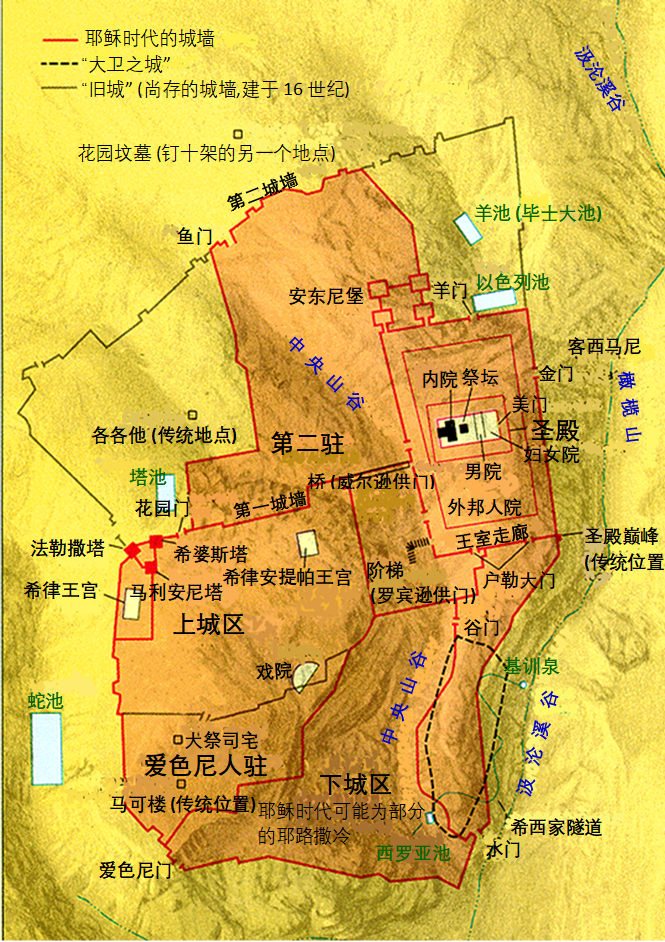 耶稣时代的城墙
“大卫之城”
“旧城” (尚存的城墙,建于 16 世纪)
汲沦溪谷
花园坟墓 (钉十架的另一个地点)
第二城墙
羊池 (毕士大池)
鱼门
以色列池
羊门
安东尼堡
中央山谷
客西马尼
金门
橄榄山
内院
祭坛
美门
各各他 (传统地点)
第二驻
圣殿
妇女院
男院
塔池
桥 (威尔逊供门)
花园门
第一城墙
外邦人院
王室走廊
圣殿巅峰
(传统位置
法勒撒塔
希婆斯塔
希律安提帕王宫
阶梯
(罗宾逊供门)
户勒大门
希律王宫
马利安尼塔
上城区
谷门
戏院
中央山谷
基训泉
蛇池
汲沦溪谷
犬祭司宅
爱色尼人驻
下城区
马可楼 (传统位置)
耶稣时代可能为部分
的耶路撒冷
希西家隧道
西罗亚池
水门
爱色尼门